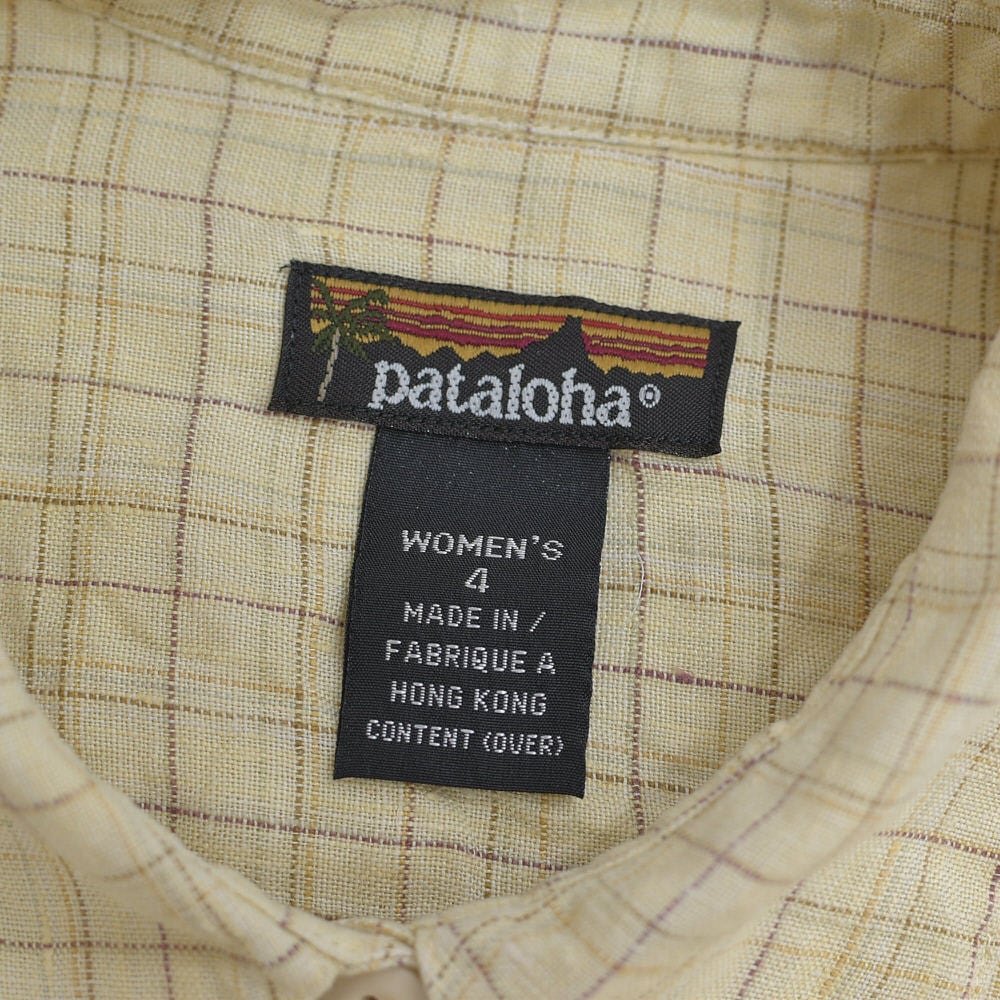 pataloha®
WOMEN'S
4
MADE IN /
FABRIQUE A
HONG KONG
CONTENT (OVER)